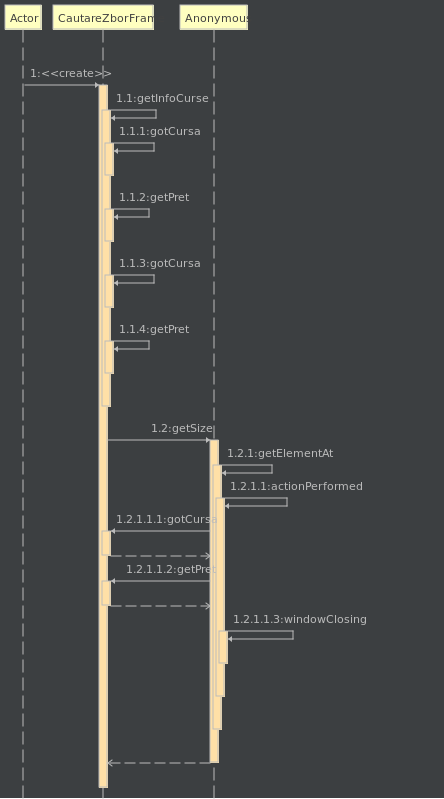 Actor
CautareZborFram
Anonymous
1:<<create>>
1.1:getInfoCurse
1.1.1:gotCursa
1.1.2:getPret
1.1.3:gotCursa
1.1.4:getPret
1.2:getSize
1.2.1:getElementAt
1.2.1.1:actionPerformed
1.2.1.1.1:gotCursa
1.2.1.1.2:getPret
1.2.1.1.3:windowClosing